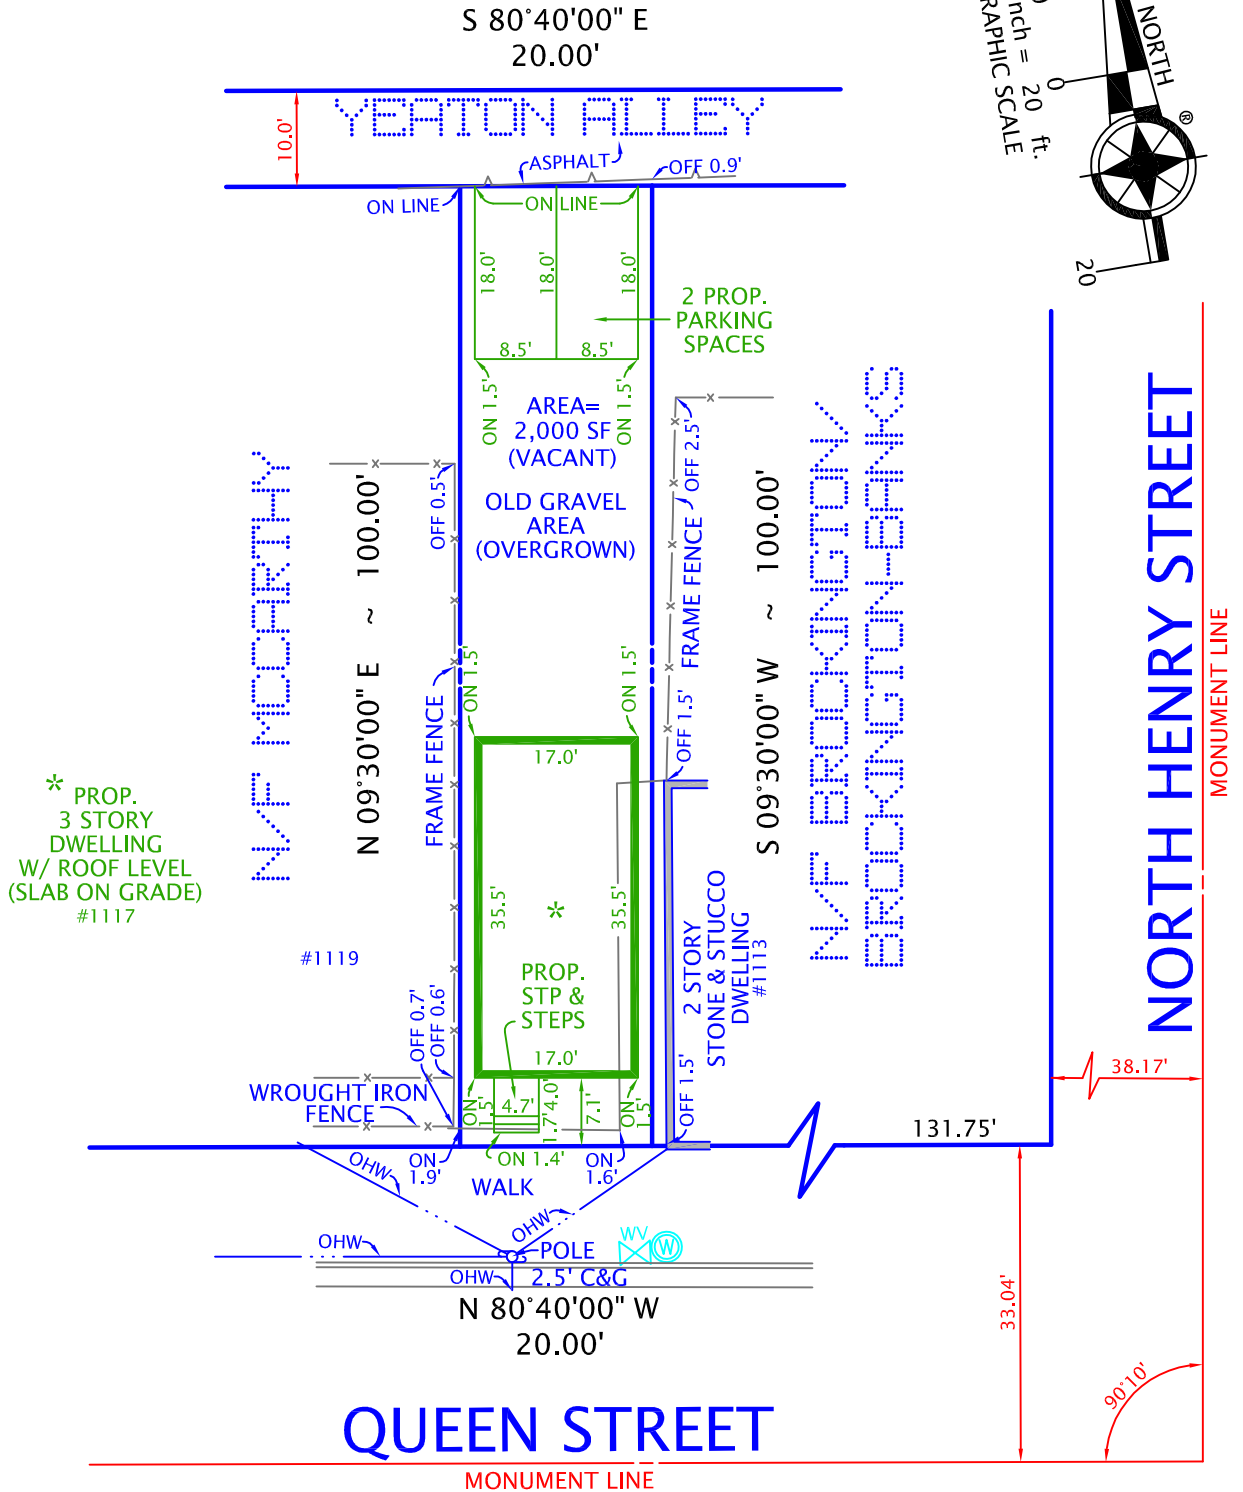 S 80°40'00" E
20.00'
YEATON ALLEY
10.0'
ASPHALT
OFF 0.9'
ON LINE
ON LINE
NORTH
®
0
20
nch = 20 ft.
RAPHIC SCALE
18.0'
18.0'
18.0'
2 PROP.
PARKING
SPACES
8.5'
8.5'
ON 1.5'
ON 1.5'
AREA=
2,000 SF
(VACANT)
OLD GRAVEL
AREA
(OVERGROWN)
OFF 0.5'
OFF 2.5'
FRAME FENCE
FRAME FENCE
N/F MCCARTHY
N 09°30'00" E ~ 100.00'
S 09°30'00" W ~ 100.00'
N/F BROCKINGTON/
BROCKINGTON-BANKS
NORTH HENRY STREET
MONUMENT LINE
ON 1.5'
ON 1.5'
OFF 1.5'
17.0'
* PROP.
3 STORY
DWELLING
W/ ROOF LEVEL
(SLAB ON GRADE)
#1117
35.5'
*
35.5'
2 STORY
STONE & STUCCO
DWELLING
#1113
#1119
PROP.
STP &
STEPS
17.0'
OFF 0.7'
OFF 0.6'
OFF 1.5'
WROUGHT IRON
FENCE
ON
1.5'
4.7'
4.0'
1.7'
7.1'
ON
1.5'
38.17'
131.75'
ON
1.9'
ON 1.4'
ON
1.6'
WALK
OHW
OHW
OHW
POLE
WV
W
OHW
2.5' C&G
N 80°40'00" W
20.00'
33.04'
90°10'
QUEEN STREET
MONUMENT LINE